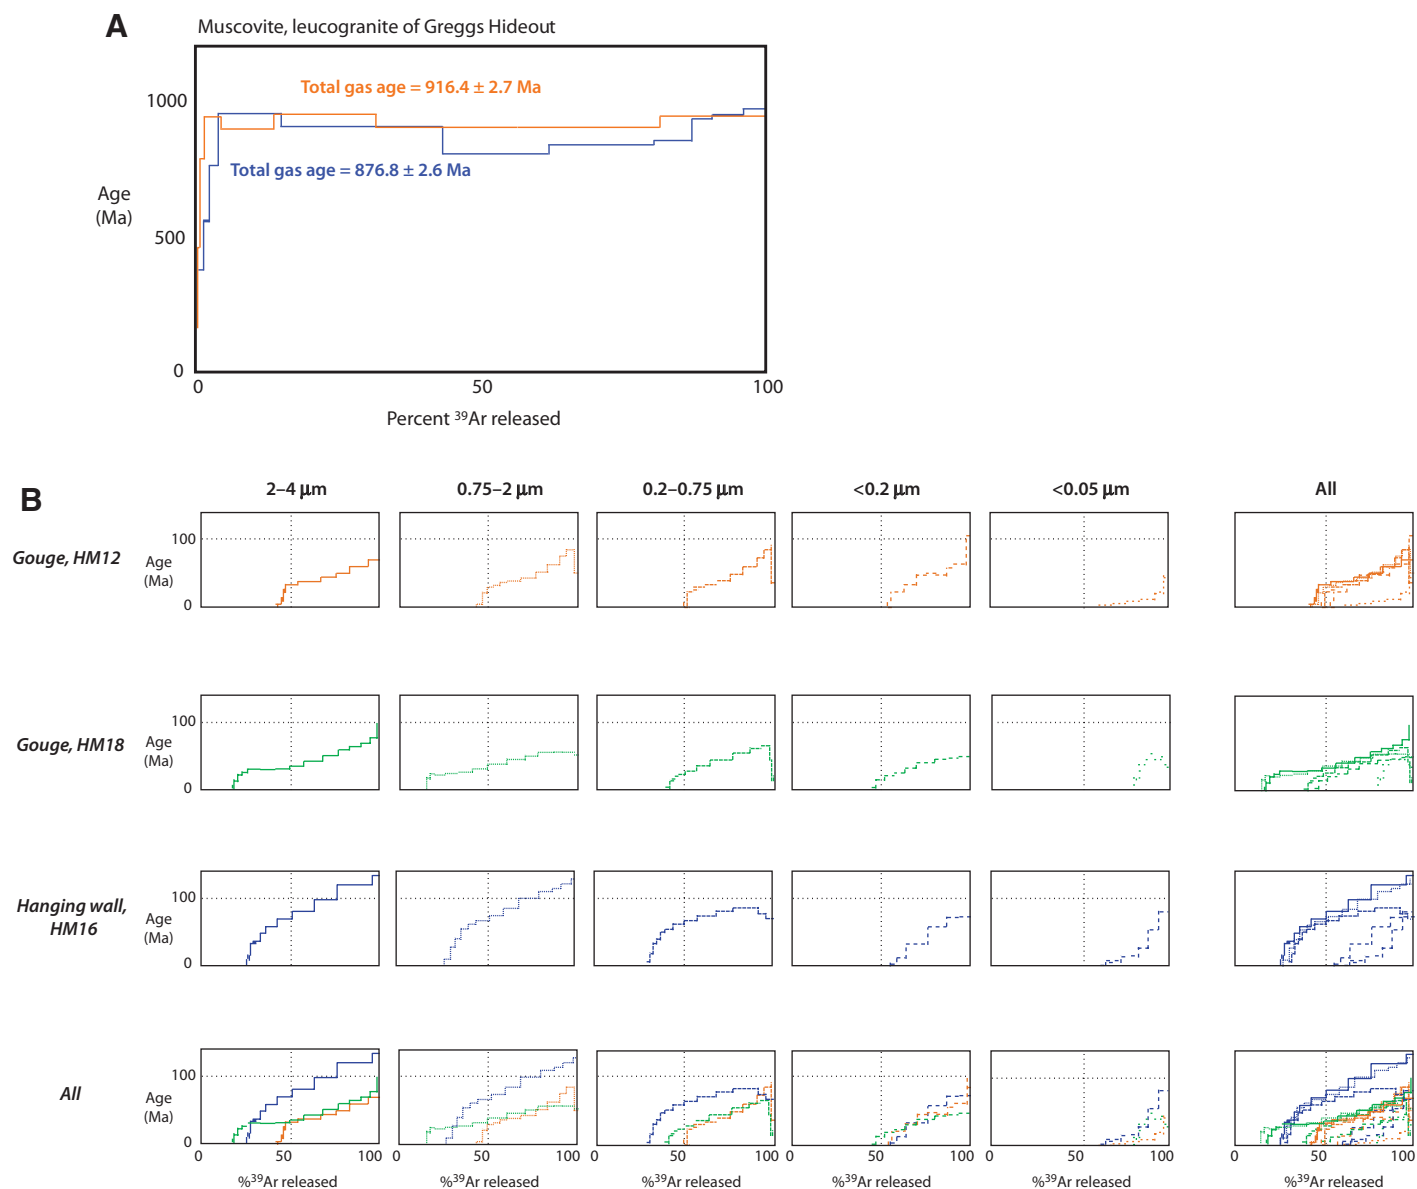 A
Muscovite, leucogranite of Greggs Hideout
Total gas age = 916.4 ± 2.7 Ma
1000
Total gas age = 876.8 ± 2.6 Ma
Age
(Ma)
500
0
0 50 100
Percent ³⁹Ar released
B
2–4 μm 0.75–2 μm 0.2–0.75 μm <0.2 μm <0.05 μm All
Gouge, HM12
100
Age
(Ma)
0
Gouge, HM18
100
Age
(Ma)
0
Hanging wall,
HM16
100
Age
(Ma)
0
All
100
Age
(Ma)
0
0 50 100 0 50 100 0 50 100 0 50 100 0 50 100 0 50 100
%³⁹Ar released %³⁹Ar released %³⁹Ar released %³⁹Ar released %³⁹Ar released %³⁹Ar released